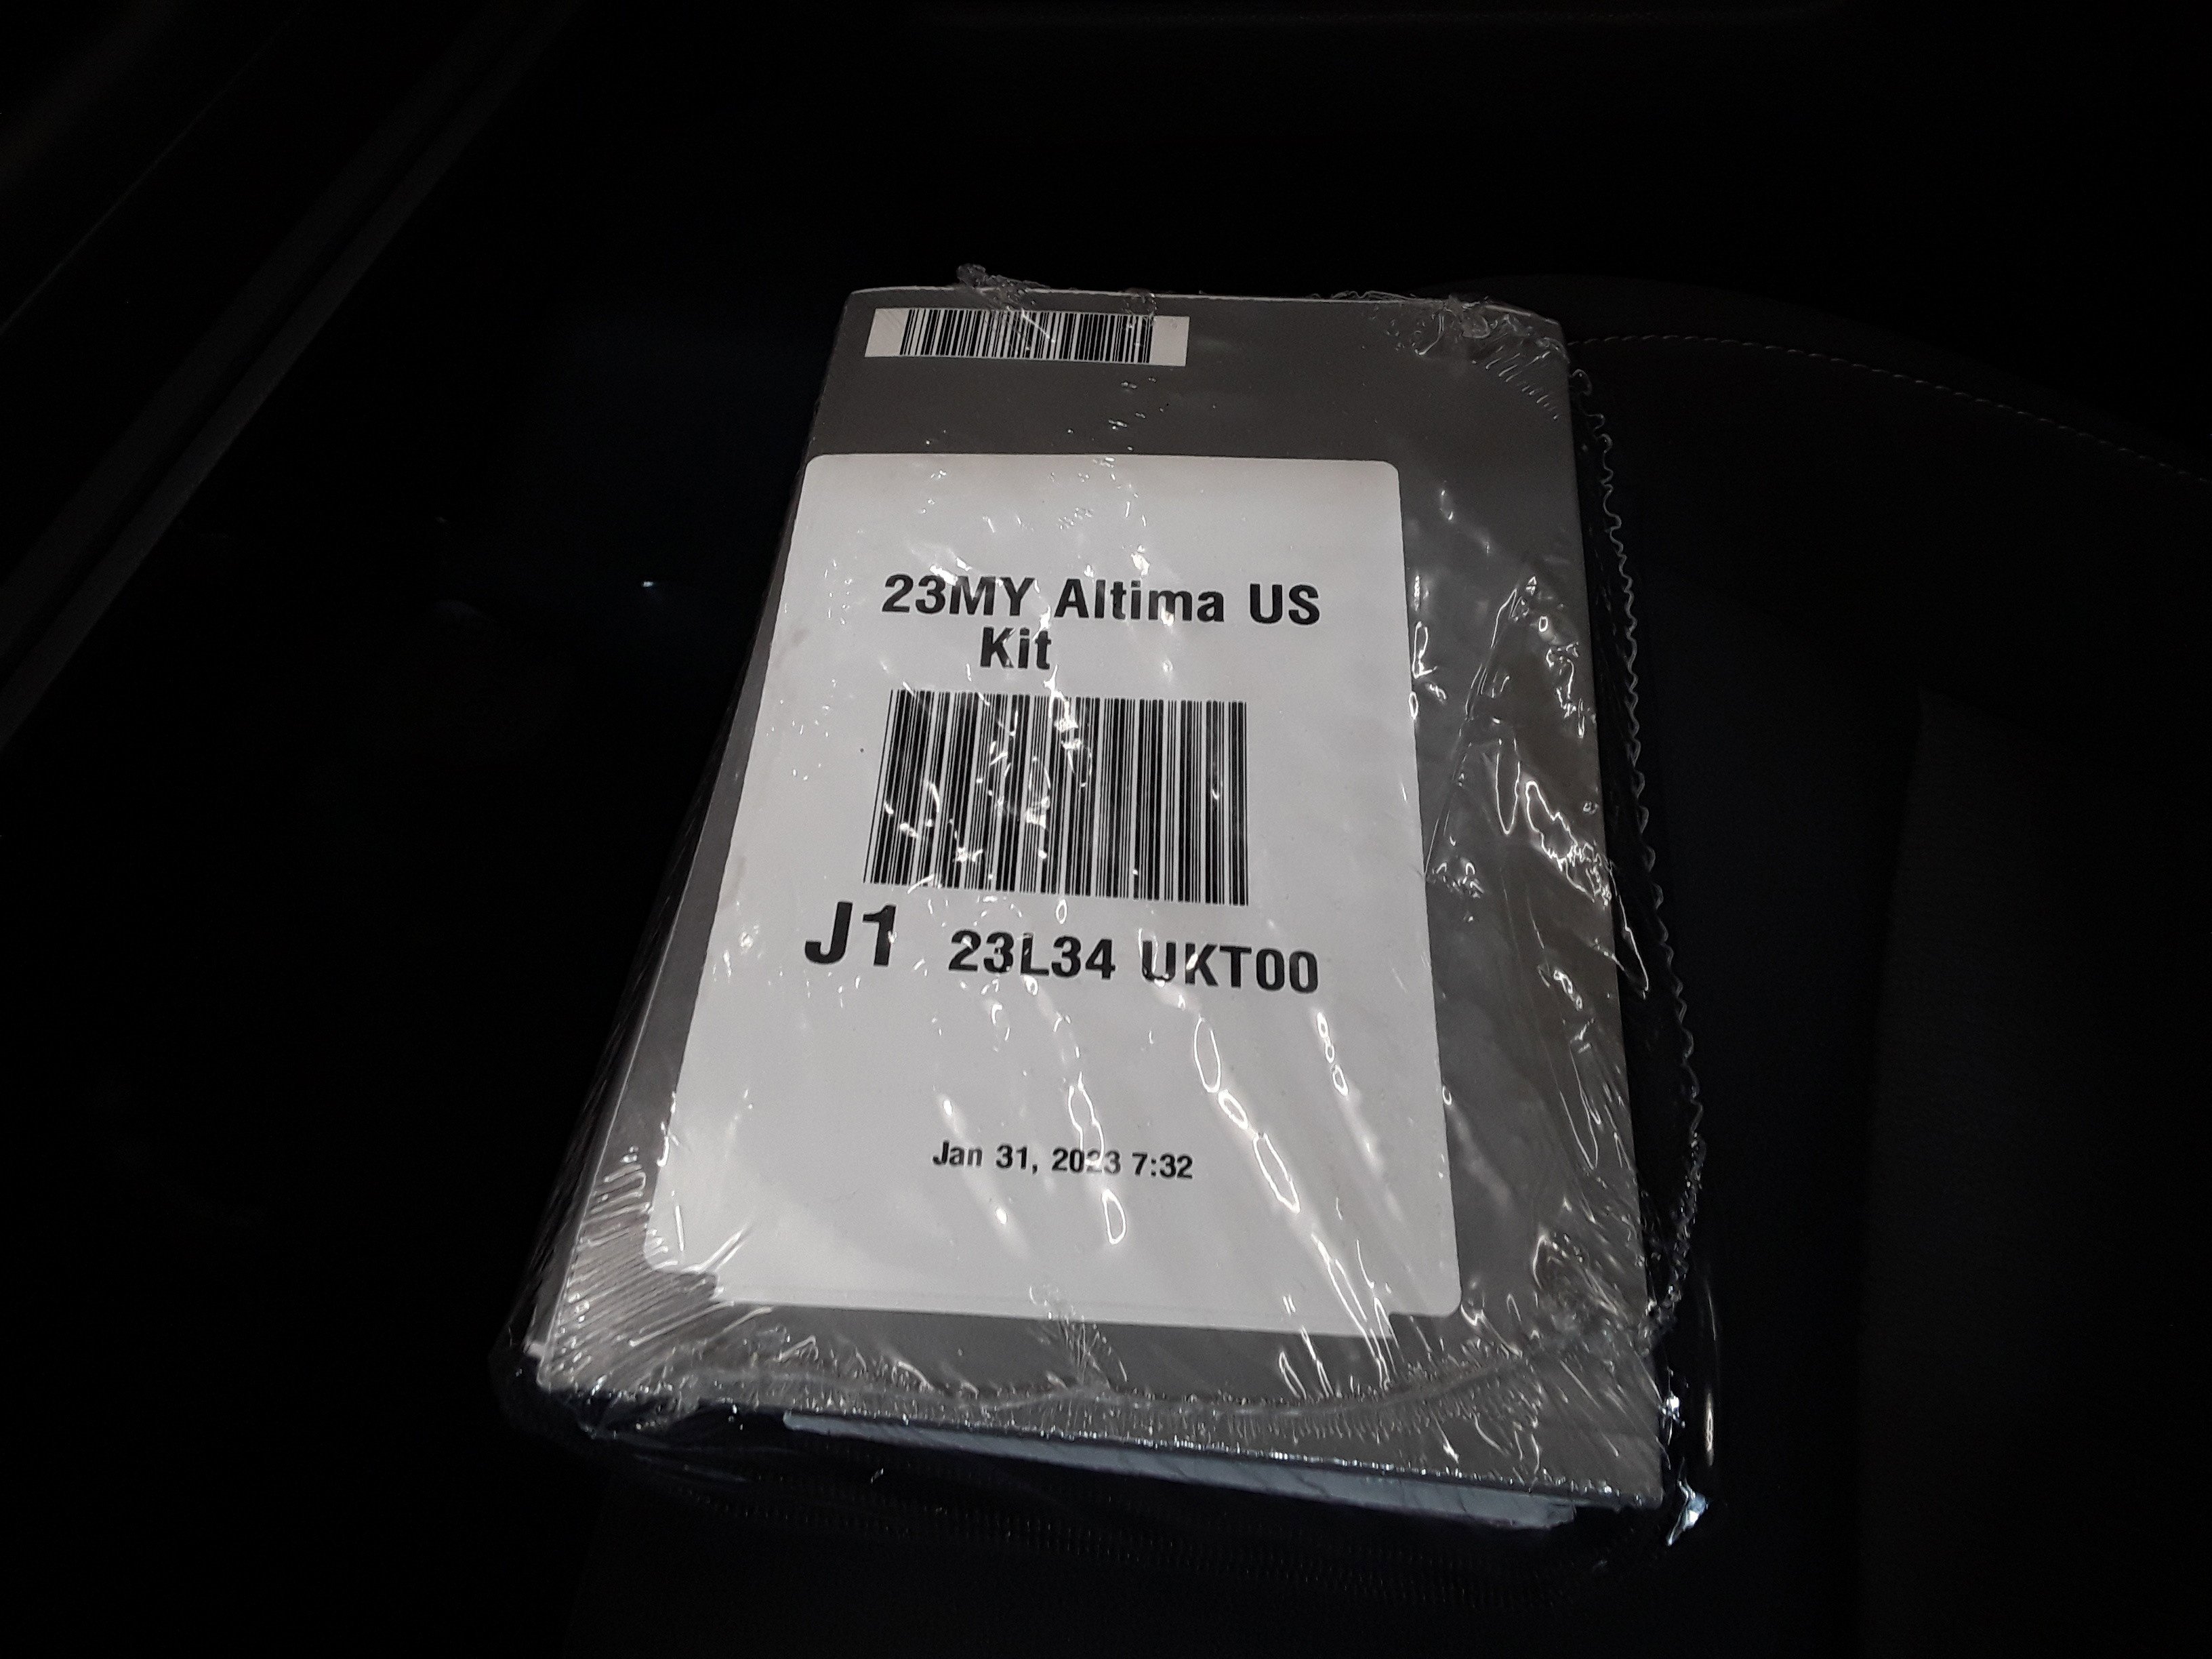 23MY Altima US
Kit
J1 23L34 UKT00
Jan 31, 2023 7:32